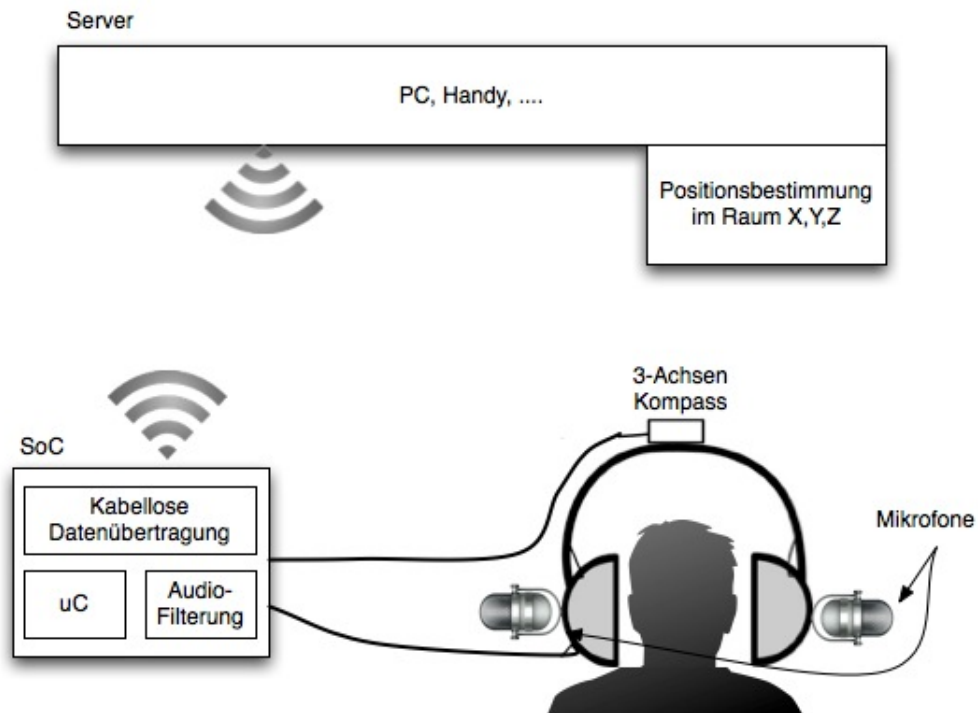 Server
PC, Handy, ....
Positionsbestimmung
im Raum X,Y,Z
3-Achsen
Kompass
SoC
Kabellose
Datenübertragung
Mikrofone
uC
Audio-
Filterung